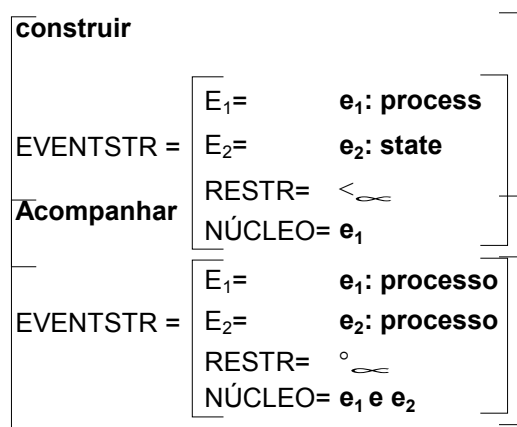 construir
E₁= e₁: process
EVENTSTR = E₂= e₂: state
RESTR= <∝
Acompanhar
NÚCLEO= e₁
E₁= e₁: processo
EVENTSTR = E₂= e₂: processo
RESTR= °∝
NÚCLEO= e₁ e e₂